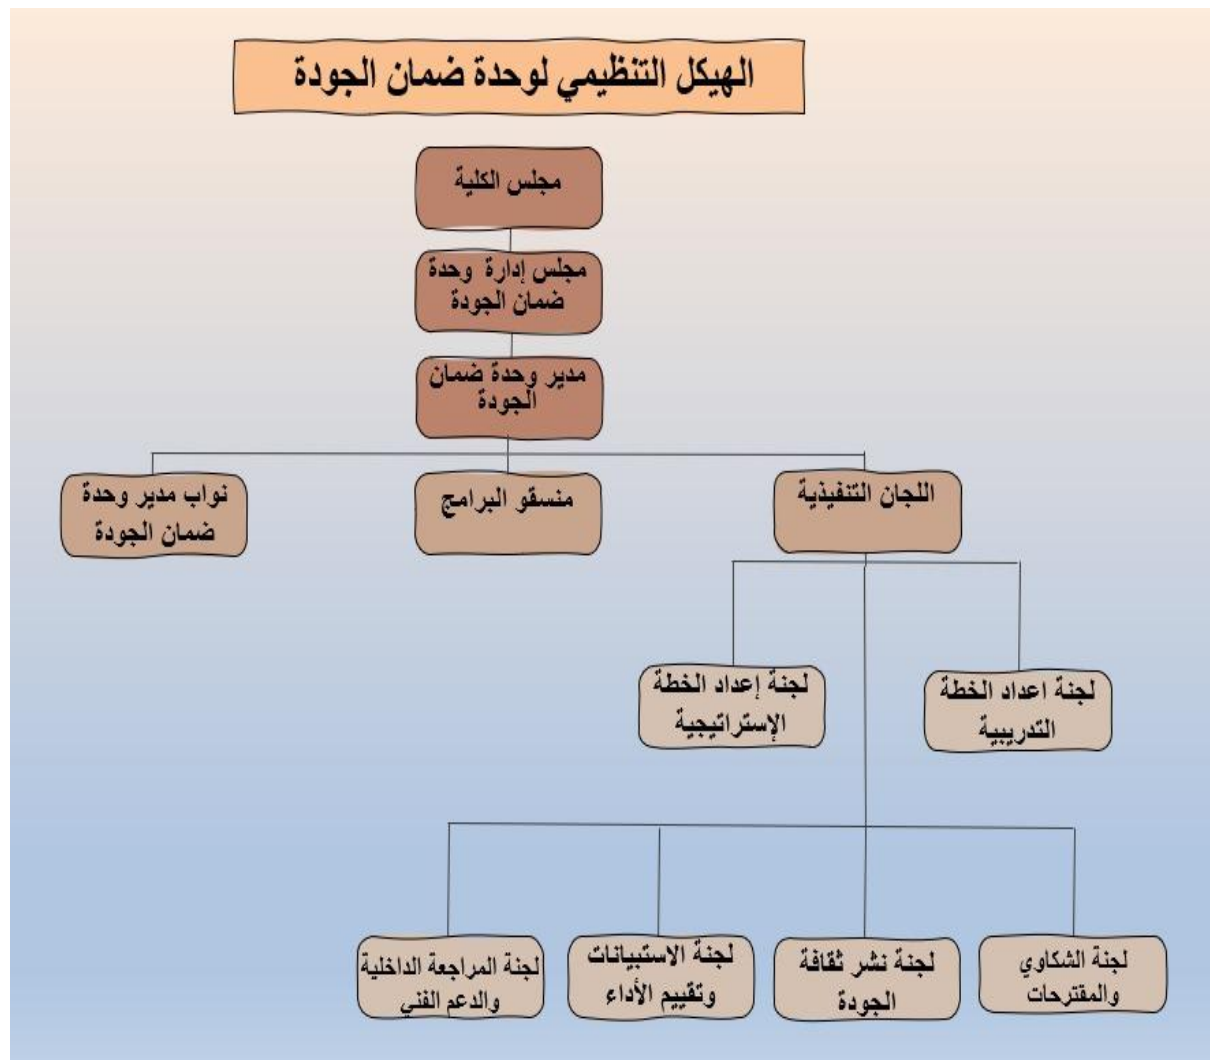 الهيكل التنظيمي لوحدة ضمان الجودة
مجلس الكلية
مجلس إدارة وحدة
ضمان الجودة
مدير وحدة ضمان
الجودة
اللجان التنفيذية
منسقو البرامج
نواب مدير وحدة
ضمان الجودة
لجنة اعداد الخطة
التدريبية
لجنة إعداد الخطة
الإستراتيجية
لجنة الشكاوي
والمقترحات
لجنة نشر ثقافة
الجودة
لجنة الاستبيانات
وتقييم الأداء
لجنة المراجعة الداخلية
والدعم الفني